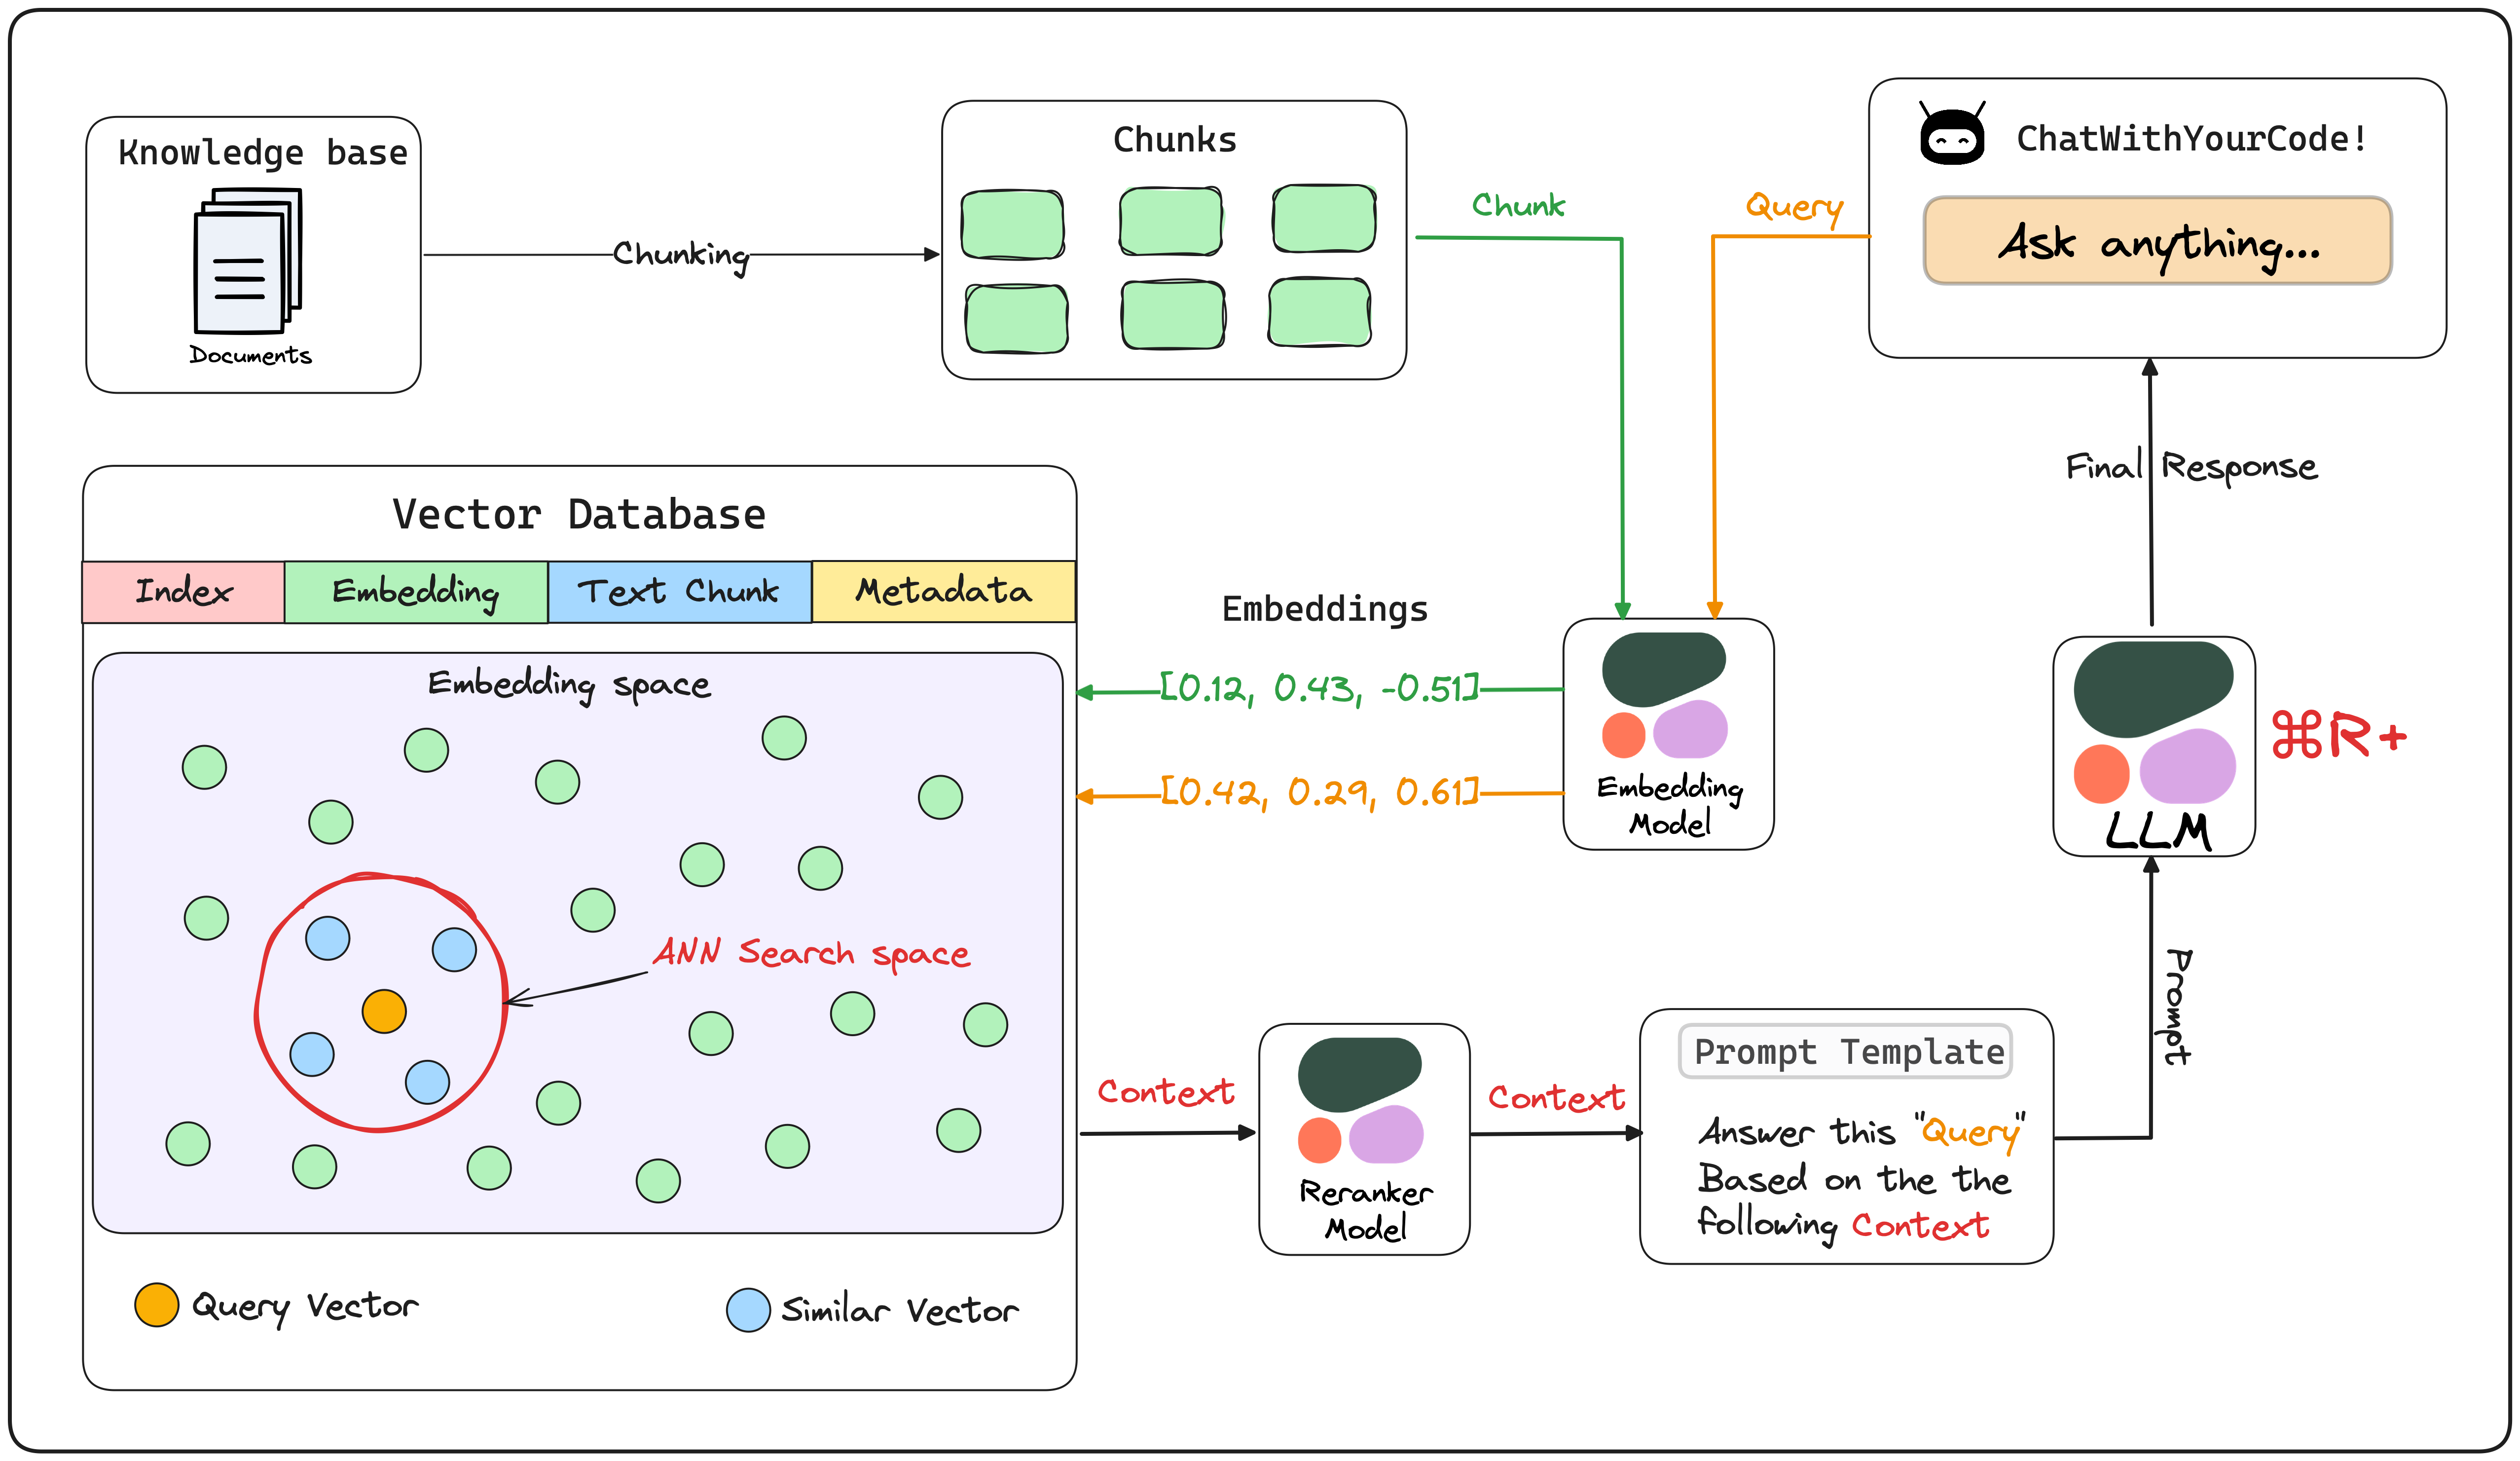 Knowledge base
Documents
Chunking
Chunks
Chunk
Query
ChatWithYourCode!
Ask anything...
Final Response
Vector Database
Index
Embedding
Text Chunk
Metadata
Embedding space
ANN Search space
Query Vector
Similar Vector
Embeddings
[0.12, 0.43, -0.51]
[0.42, 0.29, 0.61]
Embedding
Model
LLM
⌘R+
Context
Reranker
Model
Context
Prompt Template
Answer this "Query"
Based on the the
following Context
Prompt